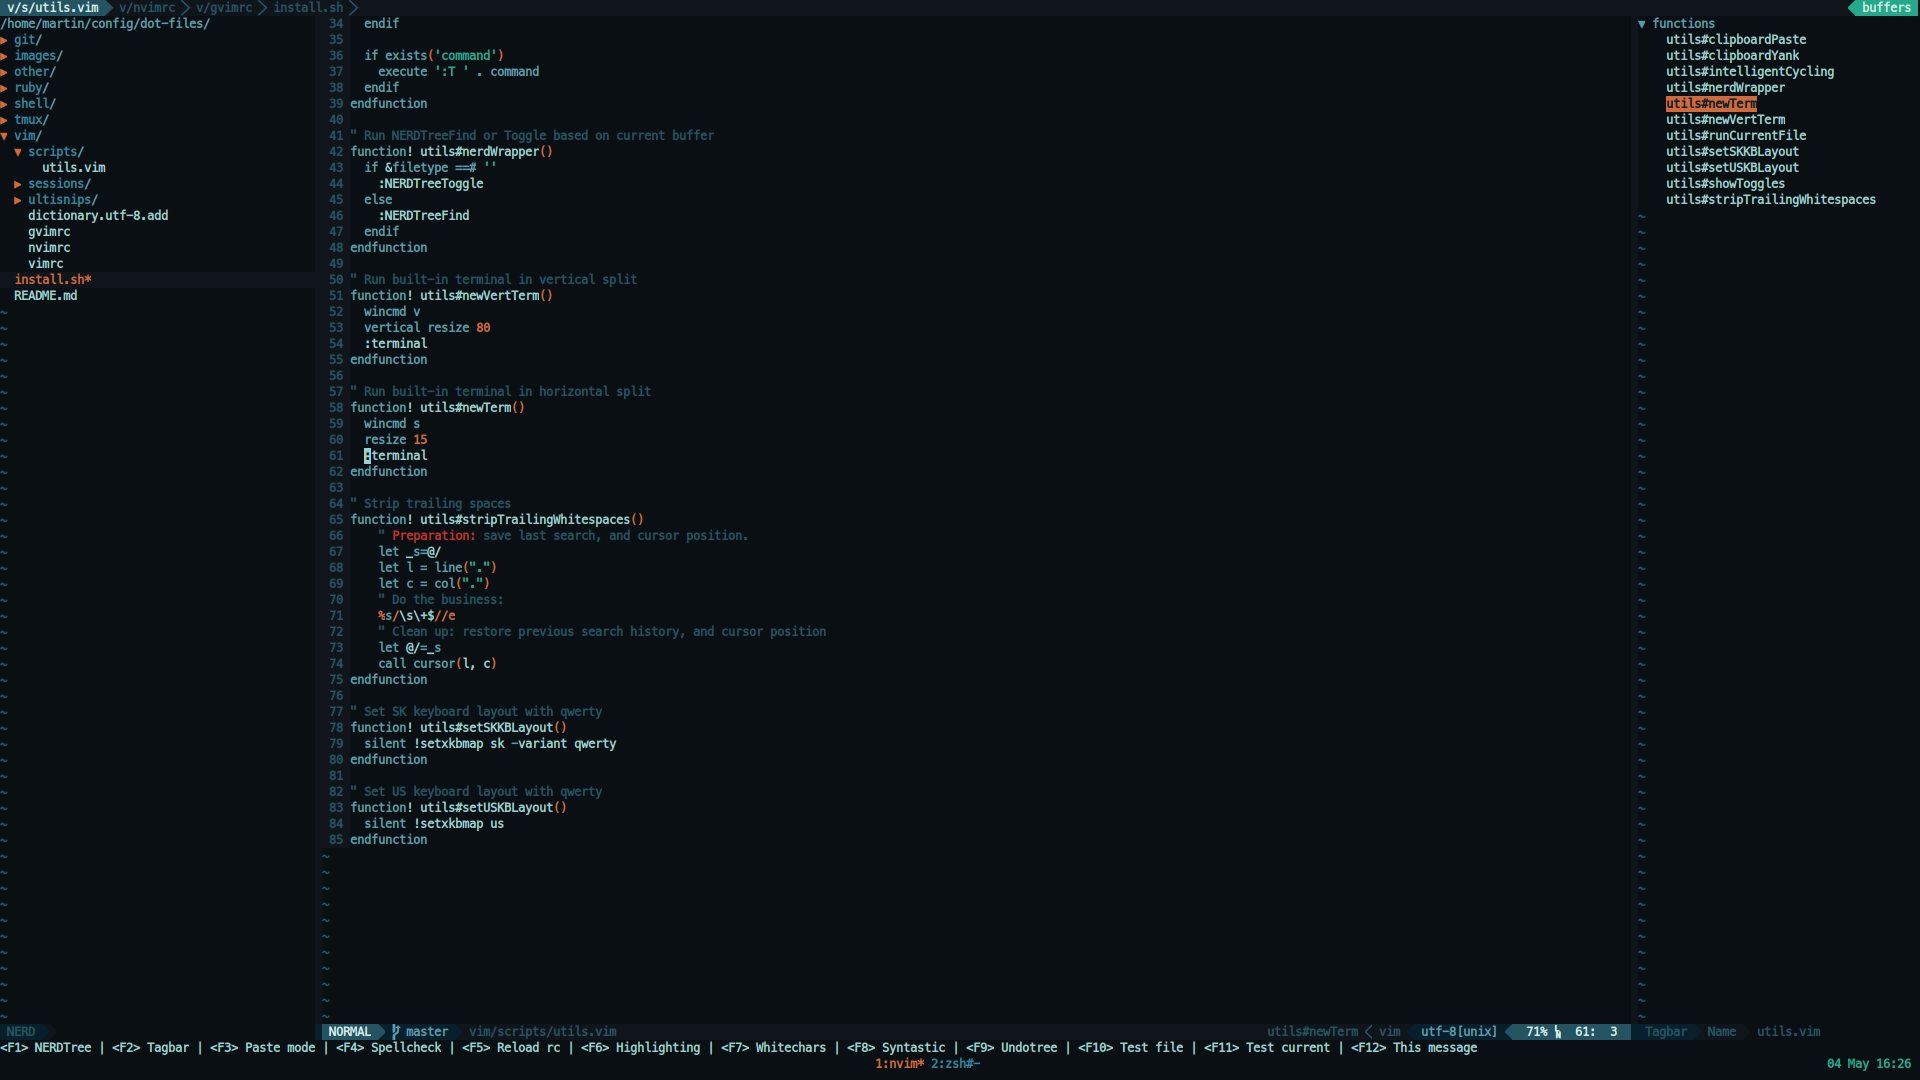 v/s/utils.vim v/nvimrc v/gvimrc install.sh buffers
/home/martin/config/dot-files/
▶ git/
▶ images/
▶ other/
▶ ruby/
▶ shell/
▶ tmux/
▼ vim/
▼ scripts/
utils.vim
▶ sessions/
▶ ultisnips/
dictionary.utf-8.add
gvimrc
nvimrc
vimrc
install.sh*
README.md
34 endif
35
36 if exists('command')
37 execute ':T ' . command
38 endif
39 endfunction
40
41 " Run NERDTreeFind or Toggle based on current buffer
42 function! utils#nerdWrapper()
43 if &filetype ==# ''
44 :NERDTreeToggle
45 else
46 :NERDTreeFind
47 endif
48 endfunction
49
50 " Run built-in terminal in vertical split
51 function! utils#newVertTerm()
52 wincmd v
53 vertical resize 80
54 :terminal
55 endfunction
56
57 " Run built-in terminal in horizontal split
58 function! utils#newTerm()
59 wincmd s
60 resize 15
61 :terminal
62 endfunction
63
64 " Strip trailing spaces
65 function! utils#stripTrailingWhitespaces()
66 " Preparation: save last search, and cursor position.
67 let _s=@/
68 let l = line(".")
69 let c = col(".")
70 " Do the business:
71 %s/\s\+$//e
72 " Clean up: restore previous search history, and cursor position
73 let @/=_s
74 call cursor(l, c)
75 endfunction
76
77 " Set SK keyboard layout with qwerty
78 function! utils#setSKKBLayout()
79 silent !setxkbmap sk -variant qwerty
80 endfunction
81
82 " Set US keyboard layout with qwerty
83 function! utils#setUSKBLayout()
84 silent !setxkbmap us
85 endfunction
▼ functions
utils#clipboardPaste
utils#clipboardYank
utils#intelligentCycling
utils#nerdWrapper
utils#newTerm
utils#newVertTerm
utils#runCurrentFile
utils#setSKKBLayout
utils#setUSKBLayout
utils#showToggles
utils#stripTrailingWhitespaces
NERD NORMAL master vim/scripts/utils.vim utils#newTerm vim utf-8[unix] 71% 61: 3 Tagbar Name utils.vim
<F1> NERDTree | <F2> Tagbar | <F3> Paste mode | <F4> Spellcheck | <F5> Reload rc | <F6> Highlighting | <F7> Whitechars | <F8> Syntastic | <F9> Undotree | <F10> Test file | <F11> Test current | <F12> This message
1:nvim* 2:zsh#- 04 May 16:26